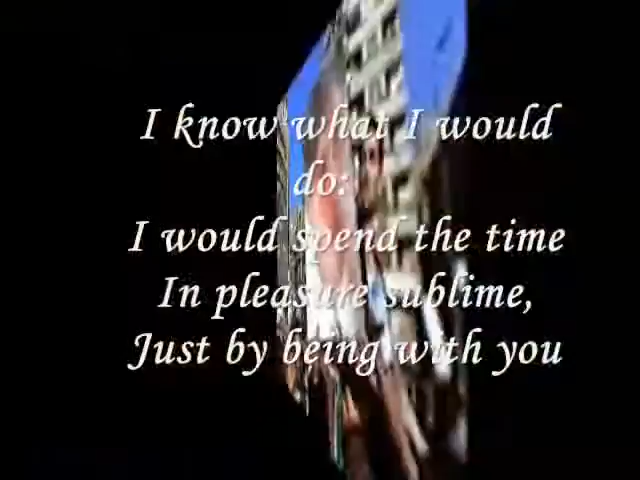 I know what I would
do:
I would spend the time
In pleasure sublime,
Just by being with you